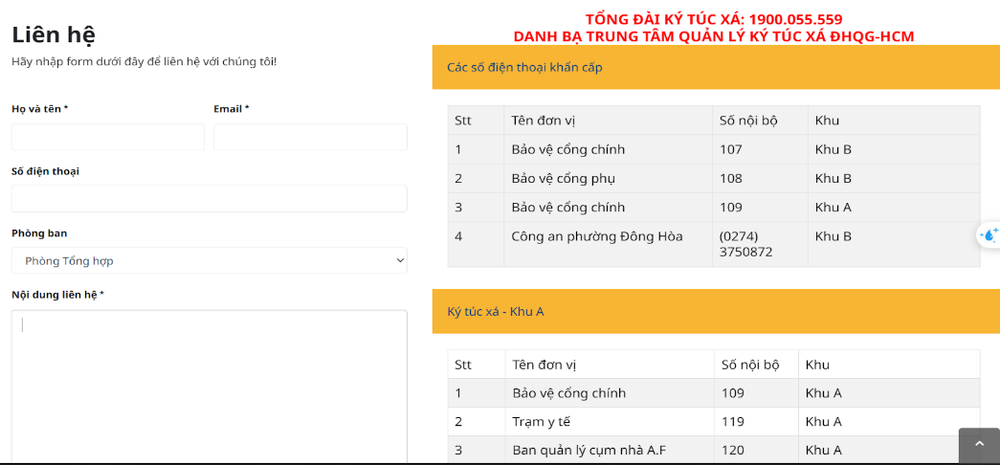 Liên hệ
Hãy nhập form dưới đây để liên hệ với chúng tôi!
Họ và tên *
Email *
Số điện thoại
Phòng ban
Phòng Tổng hợp
Nội dung liên hệ *
TỔNG ĐÀI KÝ TÚC XÁ: 1900.055.559
DANH BẠ TRUNG TÂM QUẢN LÝ KÝ TÚC XÁ ĐHQG-HCM
Các số điện thoại khẩn cấp
Stt Tên đơn vị Số nội bộ Khu
1 Bảo vệ cổng chính 107 Khu B
2 Bảo vệ cổng phụ 108 Khu B
3 Bảo vệ cổng chính 109 Khu A
4 Công an phường Đông Hòa (0274) Khu B
3750872
Ký túc xá - Khu A
Stt Tên đơn vị Số nội bộ Khu
1 Bảo vệ cổng chính 109 Khu A
2 Trạm y tế 119 Khu A
3 Ban quản lý cụm nhà A.F 120 Khu A